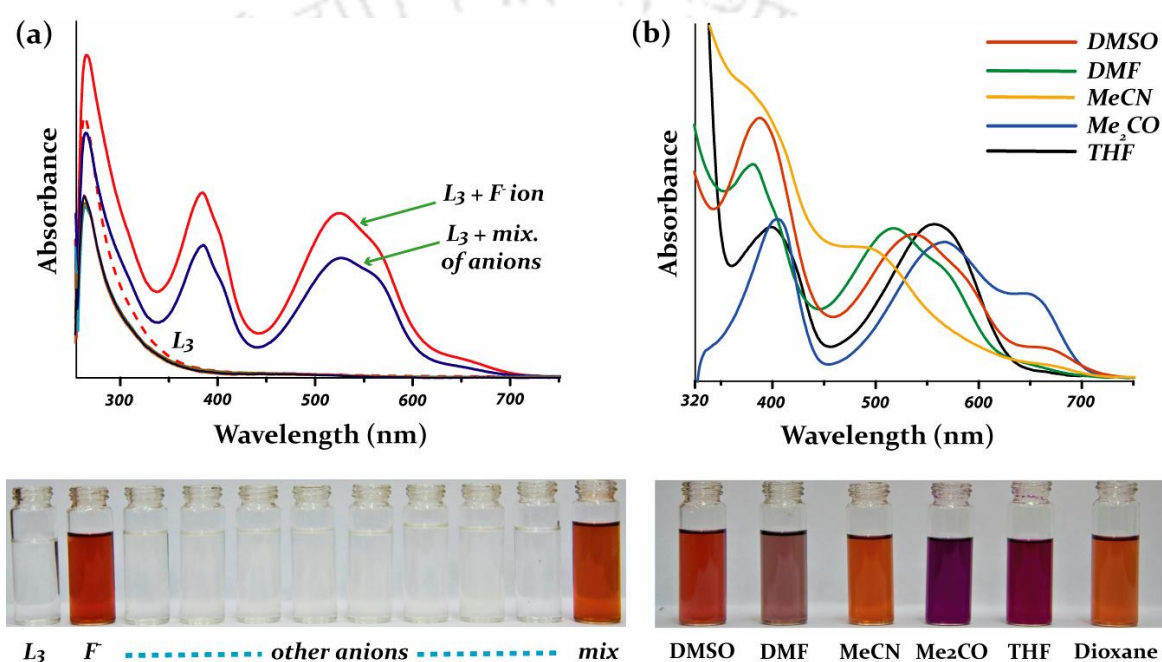 (a)
Absorbance
L3 + F- ion
L3 + mix.
of anions
L3
300 400 500 600 700
Wavelength (nm)
(b)
DMSO
DMF
MeCN
Me2CO
THF
Absorbance
320 400 500 600 700
Wavelength (nm)
L3 F- other anions mix
DMSO DMF MeCN Me2CO THF Dioxane